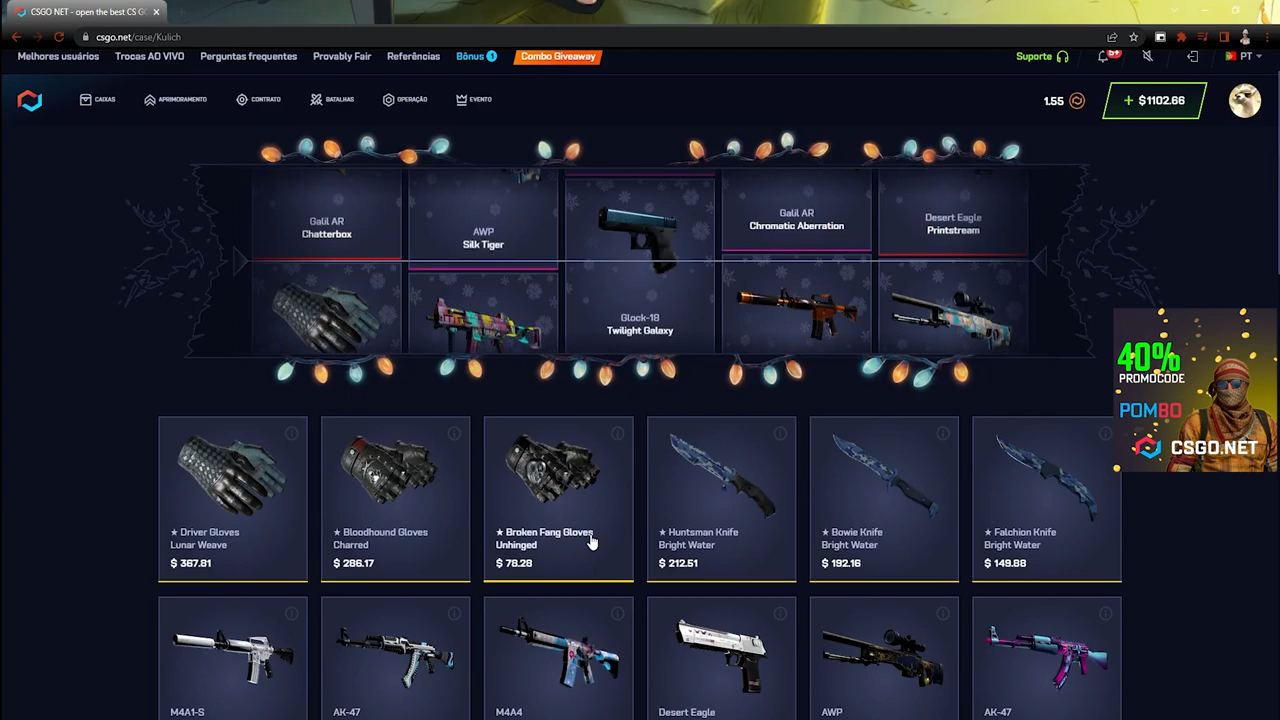 CSGO NET - open the best CS G
csgo.net/case/Kulich
Melhores usuários
Trocas AO VIVO
Perguntas frequentes
Provably Fair
Referências
Bônus 1
Combo Giveaway
Suporte
5+
PT
CAIXAS
APRIMORAMENTO
CONTRATO
BATALHAS
OPERAÇÃO
EVENTO
1.55
+ $1102.66
Galil AR
Chatterbox
AWP
Silk Tiger
Glock-18
Twilight Galaxy
Galil AR
Chromatic Aberration
Desert Eagle
Printstream
40%
PROMOCODE
POMBO
CSGO.NET
★ Driver Gloves
Lunar Weave
$ 367.81
★ Bloodhound Gloves
Charred
$ 286.17
★ Broken Fang Gloves
Unhinged
$ 78.28
★ Huntsman Knife
Bright Water
$ 212.51
★ Bowie Knife
Bright Water
$ 192.16
★ Falchion Knife
Bright Water
$ 149.88
M4A1-S
AK-47
M4A4
Desert Eagle
AWP
AK-47